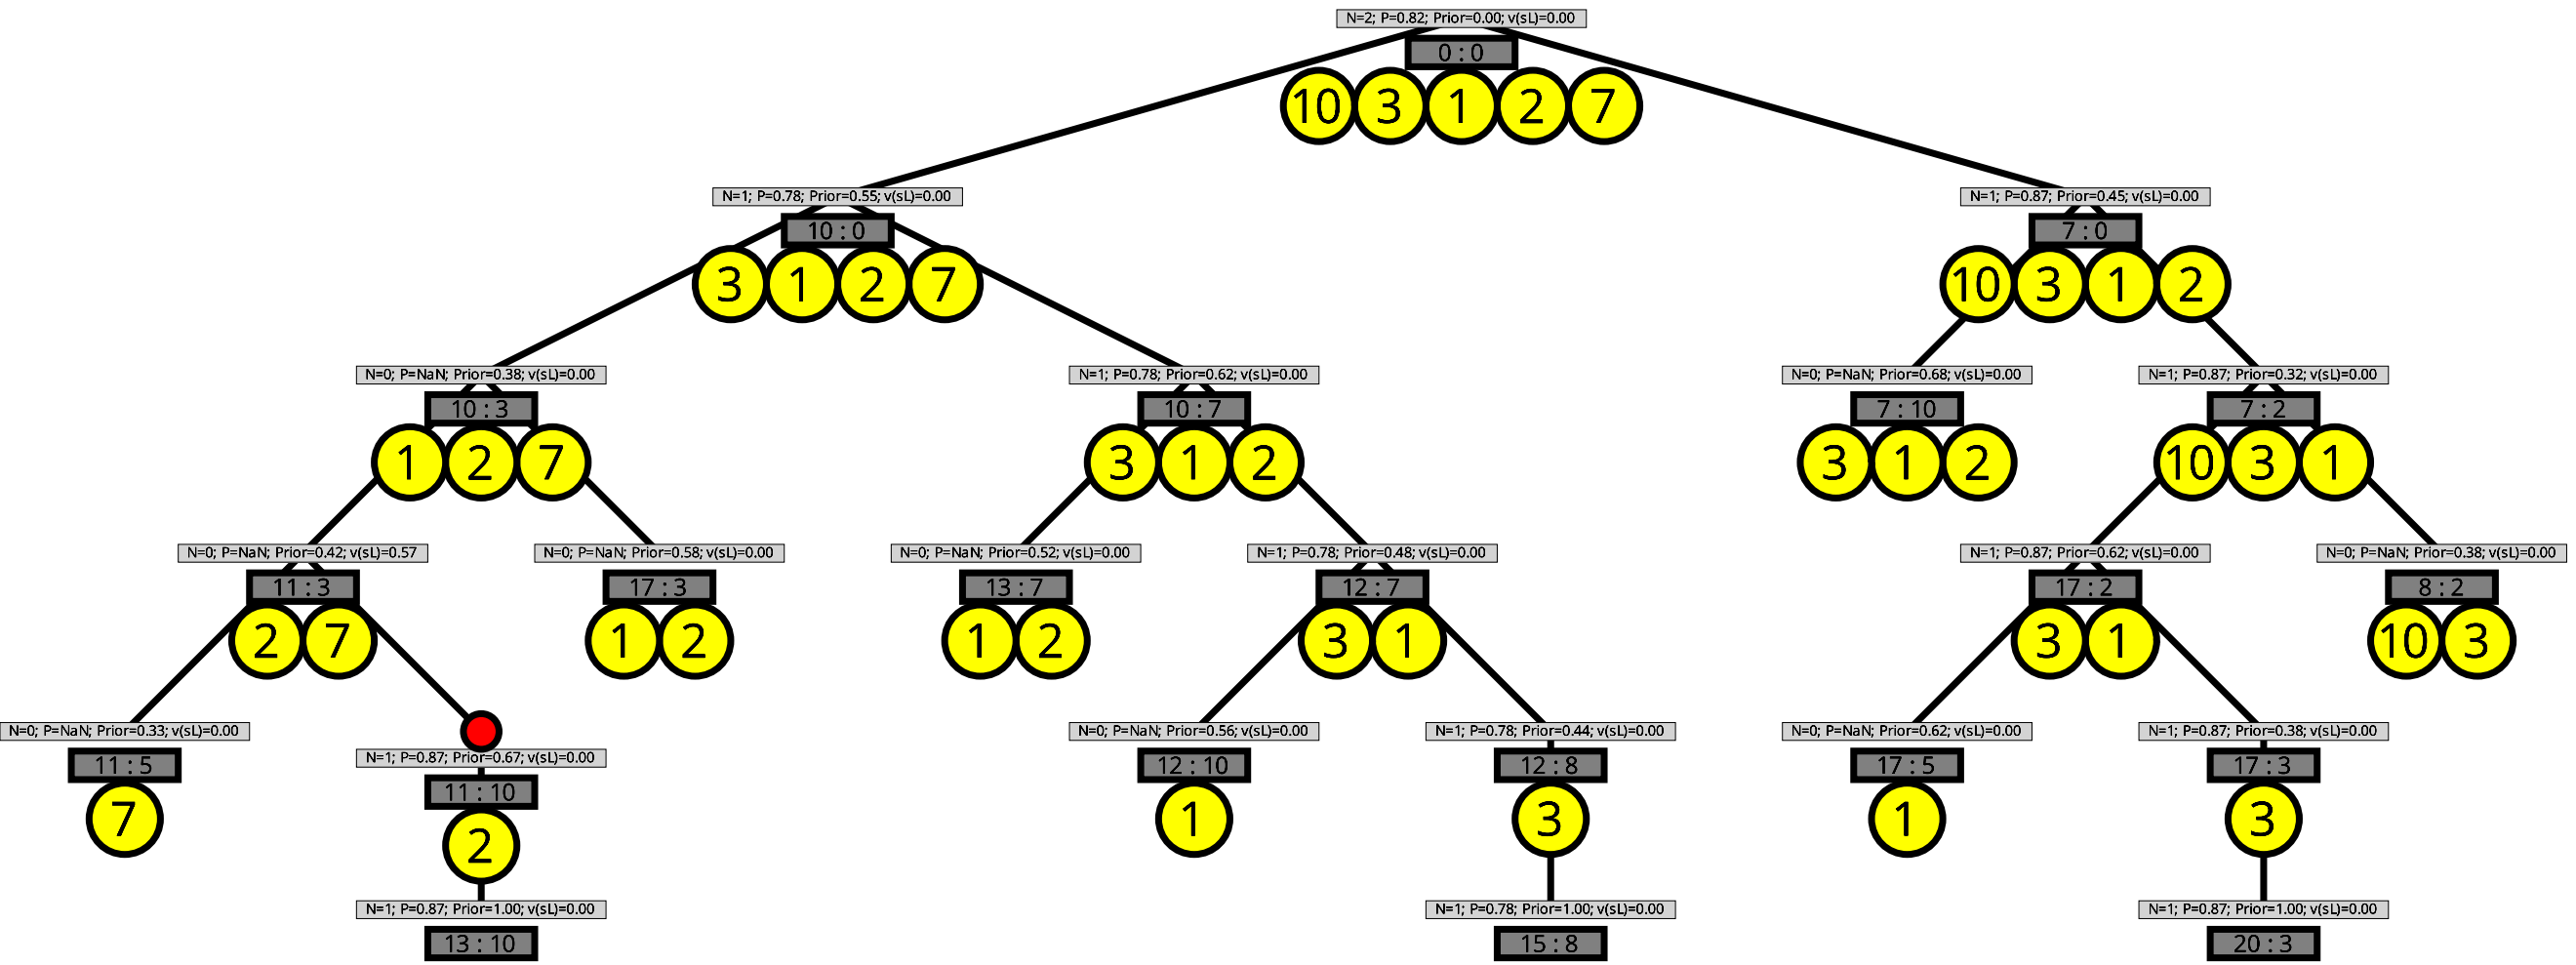 N=2; P=0.82; Prior=0.00; v(sL)=0.00
0 : 0
10 3 1 2 7
N=1; P=0.78; Prior=0.55; v(sL)=0.00
10 : 0
3 1 2 7
N=1; P=0.87; Prior=0.45; v(sL)=0.00
7 : 0
10 3 1 2
N=0; P=NaN; Prior=0.38; v(sL)=0.00
10 : 3
1 2 7
N=1; P=0.78; Prior=0.62; v(sL)=0.00
10 : 7
3 1 2
N=0; P=NaN; Prior=0.68; v(sL)=0.00
7 : 10
3 1 2
N=1; P=0.87; Prior=0.32; v(sL)=0.00
7 : 2
10 3 1
N=0; P=NaN; Prior=0.42; v(sL)=0.57
11 : 3
2 7
N=0; P=NaN; Prior=0.58; v(sL)=0.00
17 : 3
1 2
N=0; P=NaN; Prior=0.52; v(sL)=0.00
13 : 7
1 2
N=1; P=0.78; Prior=0.48; v(sL)=0.00
12 : 7
3 1
N=1; P=0.87; Prior=0.62; v(sL)=0.00
17 : 2
3 1
N=0; P=NaN; Prior=0.38; v(sL)=0.00
8 : 2
10 3
N=0; P=NaN; Prior=0.33; v(sL)=0.00
11 : 5
7
N=1; P=0.87; Prior=0.67; v(sL)=0.00
11 : 10
2
N=0; P=NaN; Prior=0.56; v(sL)=0.00
12 : 10
1
N=1; P=0.78; Prior=0.44; v(sL)=0.00
12 : 8
3
N=0; P=NaN; Prior=0.62; v(sL)=0.00
17 : 5
1
N=1; P=0.87; Prior=0.38; v(sL)=0.00
17 : 3
3
N=1; P=0.87; Prior=1.00; v(sL)=0.00
13 : 10
N=1; P=0.78; Prior=1.00; v(sL)=0.00
15 : 8
N=1; P=0.87; Prior=1.00; v(sL)=0.00
20 : 3